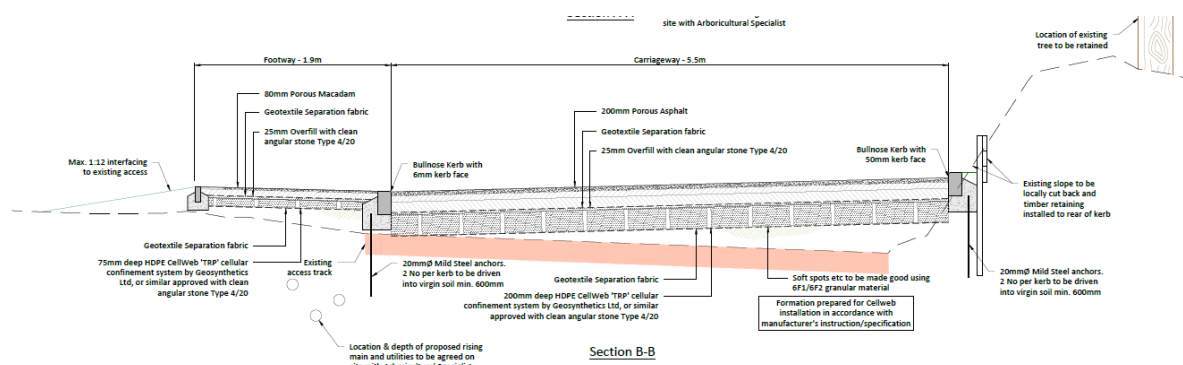 site with Arboricultural Specialist
Location of existing
tree to be retained
Footway - 1.9m
Carriageway - 5.5m
80mm Porous Macadam
Geotextile Separation fabric
25mm Overfill with clean
angular stone Type 4/20
200mm Porous Asphalt
Geotextile Separation fabric
25mm Overfill with clean
angular stone Type 4/20
Max. 1:12 interfacing
to existing access
Bullnose Kerb with
6mm kerb face
Bullnose Kerb with
50mm kerb face
Existing slope to be
locally cut back and
timber retaining
installed to rear of kerb
Geotextile Separation fabric
75mm deep HDPE CellWeb 'TRP' cellular
confinement system by Geosynthetics
Ltd, or similar approved with clean
angular stone Type 4/20
Existing
access track
20mmØ Mild Steel anchors.
2 No per kerb to be driven
into virgin soil min. 600mm
Geotextile Separation fabric
200mm deep HDPE CellWeb 'TRP' cellular
confinement system by Geosynthetics Ltd, or similar
approved with clean angular stone Type 4/20
Soft spots etc to be made good using
6F1/6F2 granular material
Formation prepared for Cellweb
installation in accordance with
manufacturer's instruction/specification
20mmØ Mild Steel anchors.
2 No per kerb to be driven
into virgin soil min. 600mm
Location & depth of proposed rising
main and utilities to be agreed on
Section B-B